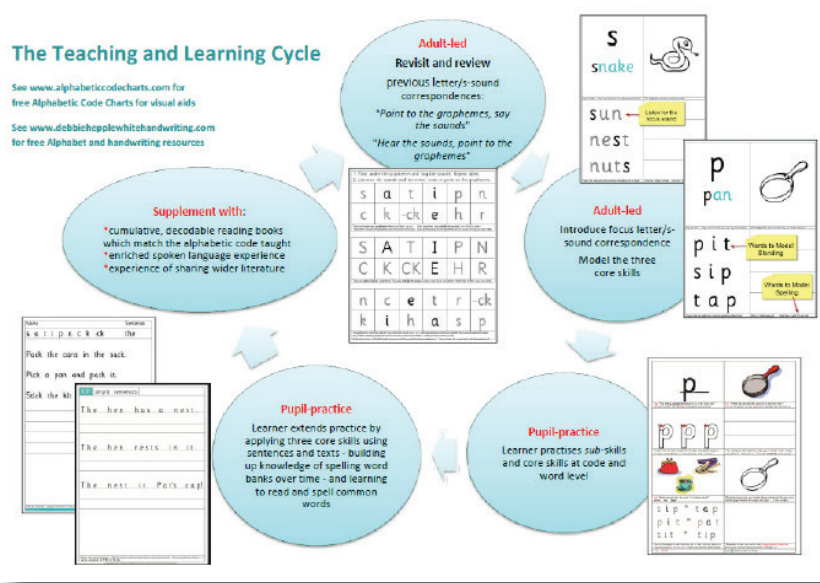 The Teaching and Learning Cycle
See www.alphabeticcodecharts.com for
free Alphabetic Code Charts for visual aids
See www.debbiehepplewhitehandwriting.com
for free Alphabet and handwriting resources
Adult-led
Revisit and review
previous letter/s-sound
correspondences:
"Point to the graphemes, say
the sounds"
"Hear the sounds, point to the
graphemes"
s a t i p n
c k -ck e h r
S A T I P N
C K CK E H R
n c e t r -ck
k i h a s p
s
snake
sun
Listen for the
focus sound
nest
nuts
p
pan
pit
Words to Model
Blending
sip
Words to Model
Spelling
tap
Adult-led
Introduce focus letter/s-
sound correspondence
Model the three
core skills
p
p p p
sip * tap
pit * pat
sit * tip
Pupil-practice
Learner practises sub-skills
and core skills at code and
word level
Pupil-practice
Learner extends practice by
applying three core skills using
sentences and texts - building
up knowledge of spelling word
banks over time - and learning
to read and spell common
words
Name
Sentences
s a t i p n c k -ck the
Pack the cans in the sack.
Pick a pan and pack it.
Stick the kit
simple sentences
The hen has a nest.
The hen rests in it.
The nest is Pat's cap!
Supplement with:
*cumulative, decodable reading books
which match the alphabetic code taught
*enriched spoken language experience
*experience of sharing wider literature